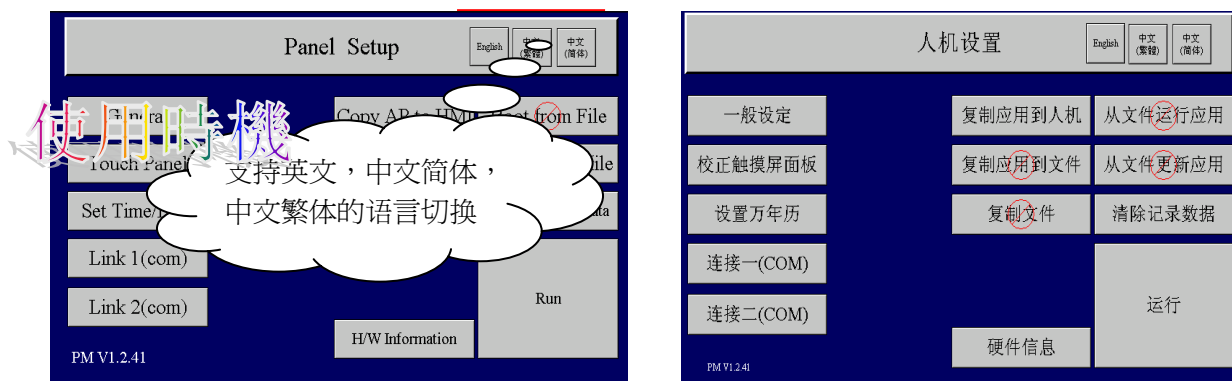 Panel Setup
English
中文
(繁體)
中文
(简体)
使用時機
General
Copy AP to HMI
Boot from File
Touch Panel
File
支持英文，中文简体，
中文繁体的语言切换
Set Time/
Data
Link 1(com)
Link 2(com)
Run
H/W Information
PM V1.2.41
人机设置
English
中文
(繁體)
中文
(简体)
一般设定
复制应用到人机
从文件运行应用
校正触摸屏面板
复制应用到文件
从文件更新应用
设置万年历
复制文件
清除记录数据
连接一(COM)
连接二(COM)
运行
硬件信息
PM V1.2.41